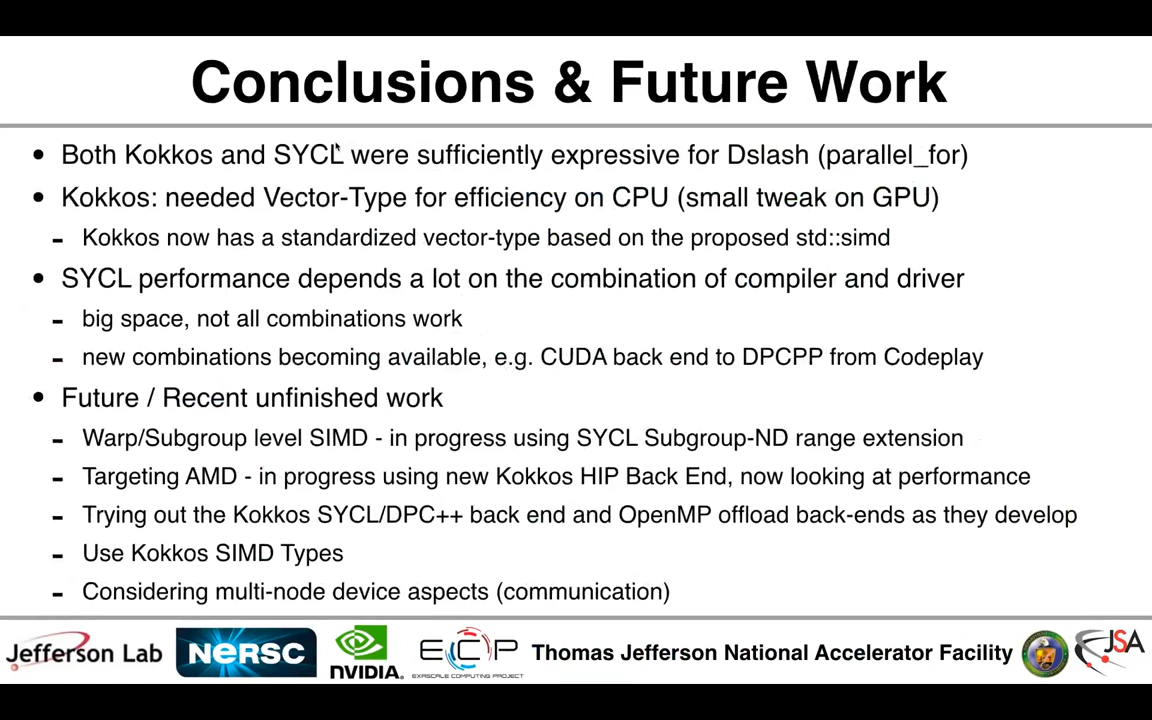 Conclusions & Future Work
• Both Kokkos and SYCL were sufficiently expressive for Dslash (parallel_for)
• Kokkos: needed Vector-Type for efficiency on CPU (small tweak on GPU)
- Kokkos now has a standardized vector-type based on the proposed std::simd
• SYCL performance depends a lot on the combination of compiler and driver
- big space, not all combinations work
- new combinations becoming available, e.g. CUDA back end to DPCPP from Codeplay
• Future / Recent unfinished work
- Warp/Subgroup level SIMD - in progress using SYCL Subgroup-ND range extension
- Targeting AMD - in progress using new Kokkos HIP Back End, now looking at performance
- Trying out the Kokkos SYCL/DPC++ back end and OpenMP offload back-ends as they develop
- Use Kokkos SIMD Types
- Considering multi-node device aspects (communication)
Jefferson Lab
NERSC
NVIDIA.
ECP
EXASCALE COMPUTING PROJECT
Thomas Jefferson National Accelerator Facility
JSA